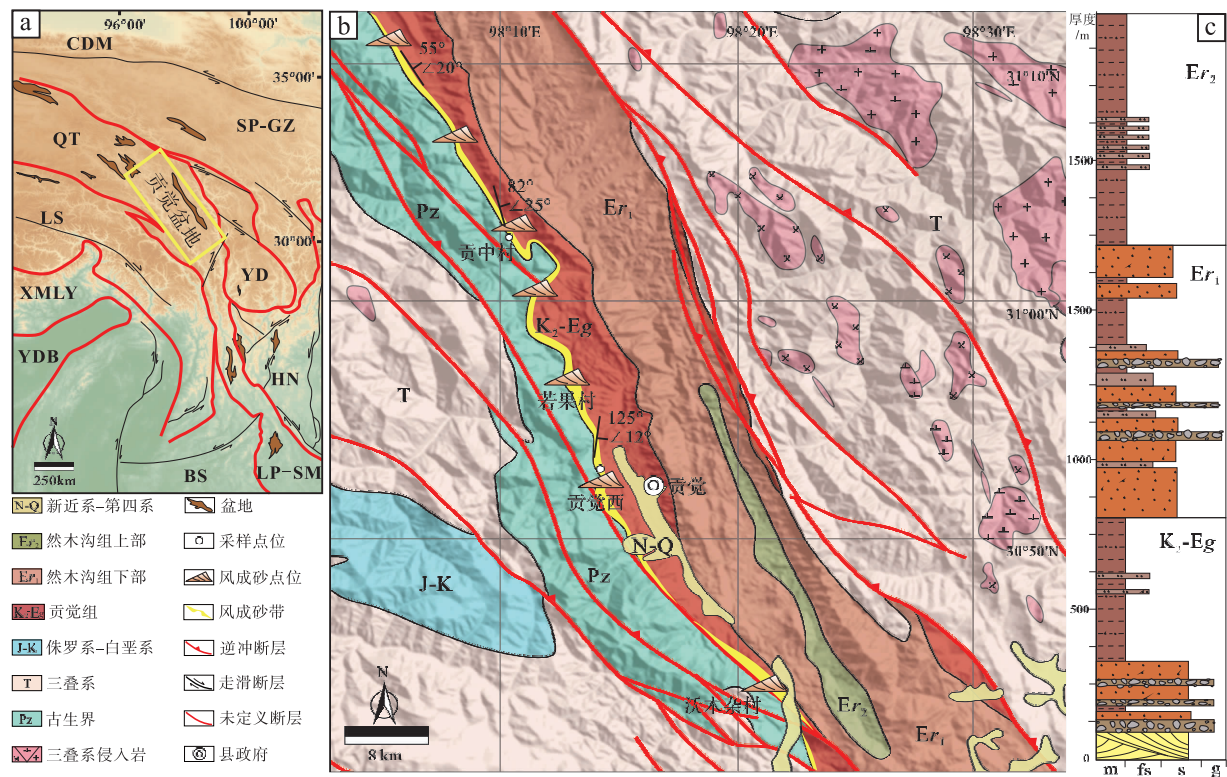 a
96°00′
100°00′
CDM
35°00′
SP-GZ
QT
贡觉盆地
LS
30°00′
YD
XMLY
YDB
HN
N
250km
BS
LP-SM
N-Q 新近系-第四系
盆地
Er₂ 然木沟组上部
采样点位
Er₁ 然木沟组下部
风成砂点位
K₂-Eg 贡觉组
风成砂带
J-K 侏罗系-白垩系
逆冲断层
T 三叠系
走滑断层
Pz 古生界
未定义断层
三叠系侵入岩
县政府
b
98°10′E
98°20′E
98°30′E
55°
∠20°
31°10′N
82°
∠25°
Pz
Er₁
T
贡中村
31°00′N
K₂-Eg
T
若果村
125°
∠12°
贡觉
贡觉西
N-Q
30°50′N
J-K
Pz
N
沃木杂村
Er₂
Er₁
8km
厚度
/m
c
Er₂
1500
Er₁
1500
1000
K₂-Eg
500
0
m fs s g